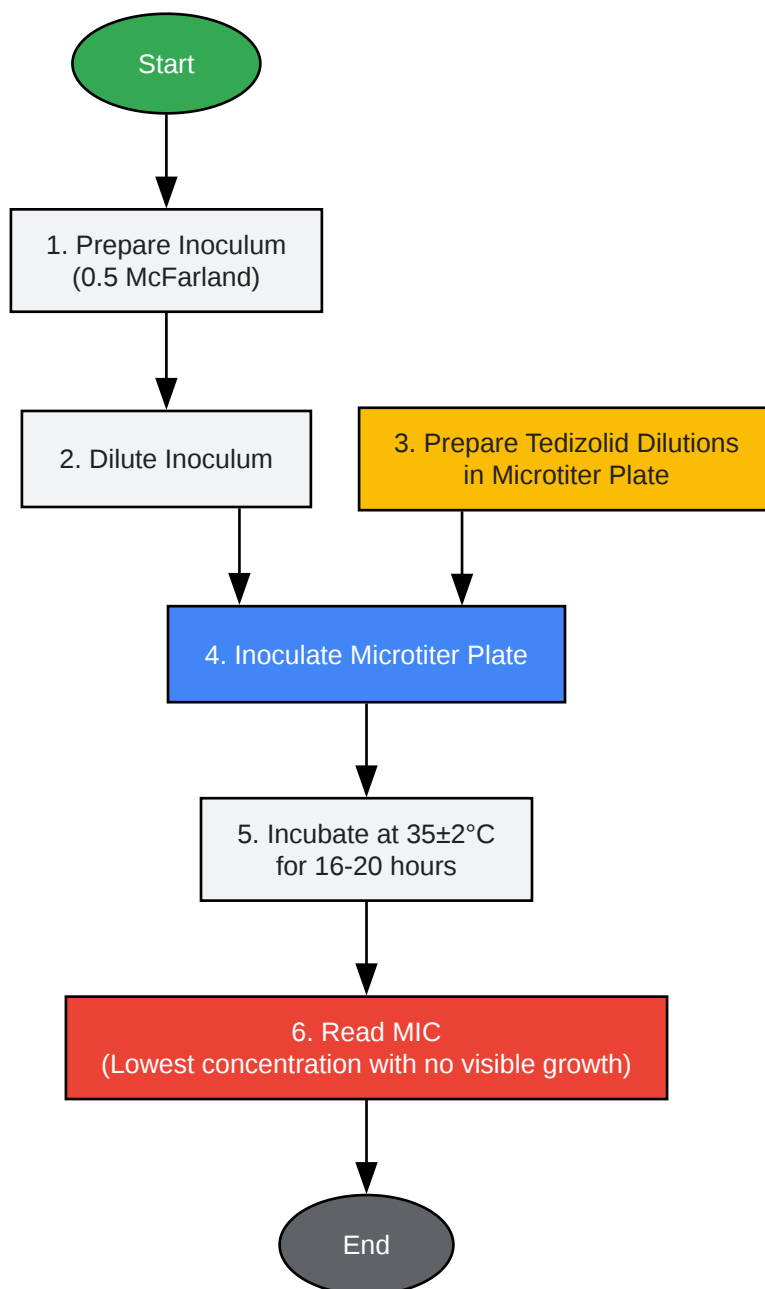 Start
1. Prepare Inoculum
(0.5 McFarland)
2. Dilute Inoculum
3. Prepare Tedizolid Dilutions
in Microtiter Plate
4. Inoculate Microtiter Plate
5. Incubate at 35±2°C
for 16-20 hours
6. Read MIC
(Lowest concentration with no visible growth)
End